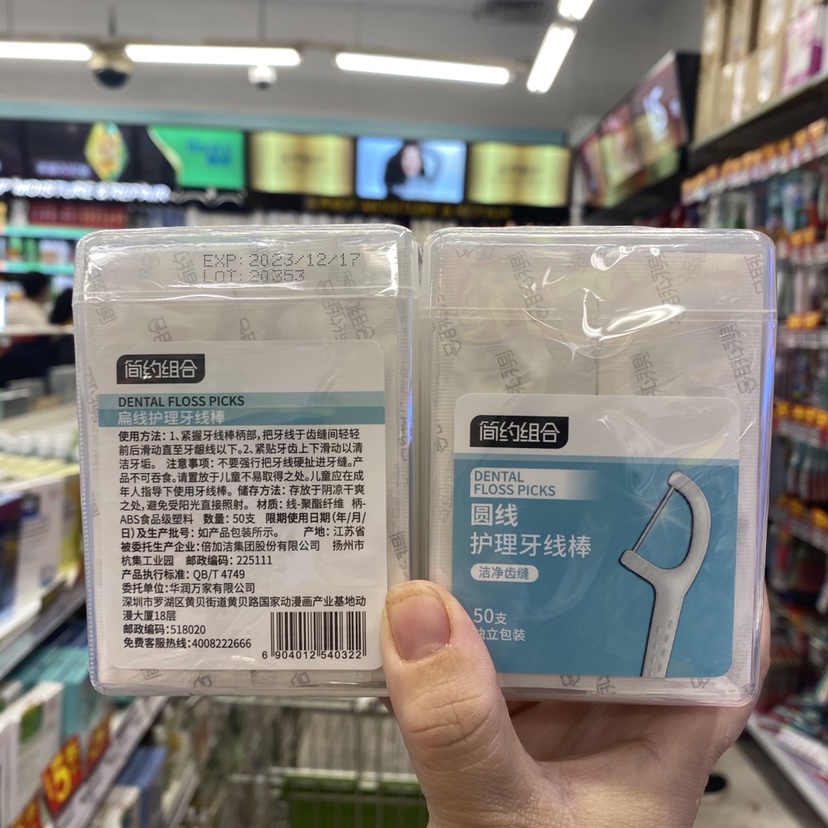 EXP: 2023/12/17
LOT: 20353
简约组合
DENTAL FLOSS PICKS
扁线护理牙线棒
使用方法：1、紧握牙线棒柄部，把牙线于齿缝间轻轻
前后滑动直至牙龈线以下。2、紧贴牙齿上下滑动以清
洁牙垢。 注意事项：不要强行把牙线硬扯进牙缝。产
品不可吞食。请置放于儿童不易取得之处。儿童应在成
年人指导下使用牙线棒。储存方法：存放于阴凉干爽
之处，避免受阳光直接照射。材质：线-聚酯纤维 柄-
ABS食品级塑料 数量：50支 限期使用日期（年/月/
日）及生产批号：如产品包装所示。 产地：江苏省
被委托生产企业：倍加洁集团股份有限公司 扬州市
杭集工业园 邮政编码：225111
产品执行标准：QB/T 4749
委托单位：华润万家有限公司
深圳市罗湖区黄贝街道黄贝路国家动漫画产业基地动
漫大厦18层
邮政编码：518020
免费客服热线：4008222666
6 904012 540322
简约组合
DENTAL
FLOSS PICKS
圆线
护理牙线棒
洁净齿缝
50支
独立包装